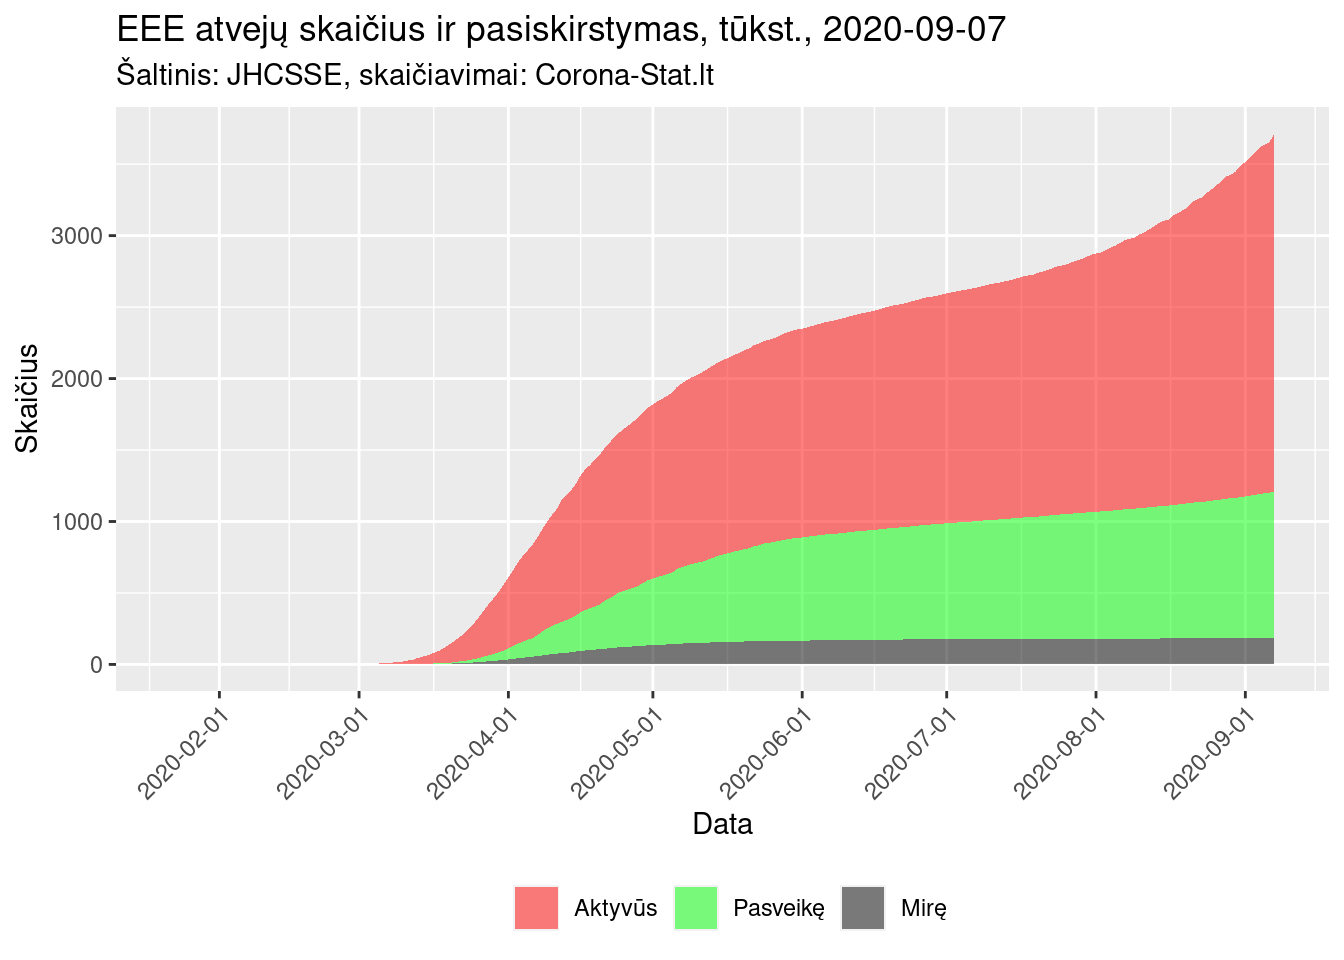 EEE atvejų skaičius ir pasiskirstymas, tūkst., 2020-09-07
Šaltinis: JHCSSE, skaičiavimai: Corona-Stat.lt
Skaičius
3000
2000
1000
0
2020-02-01
2020-03-01
2020-04-01
2020-05-01
2020-06-01
2020-07-01
2020-08-01
2020-09-01
Data
Aktyvūs
Pasveikę
Mirę